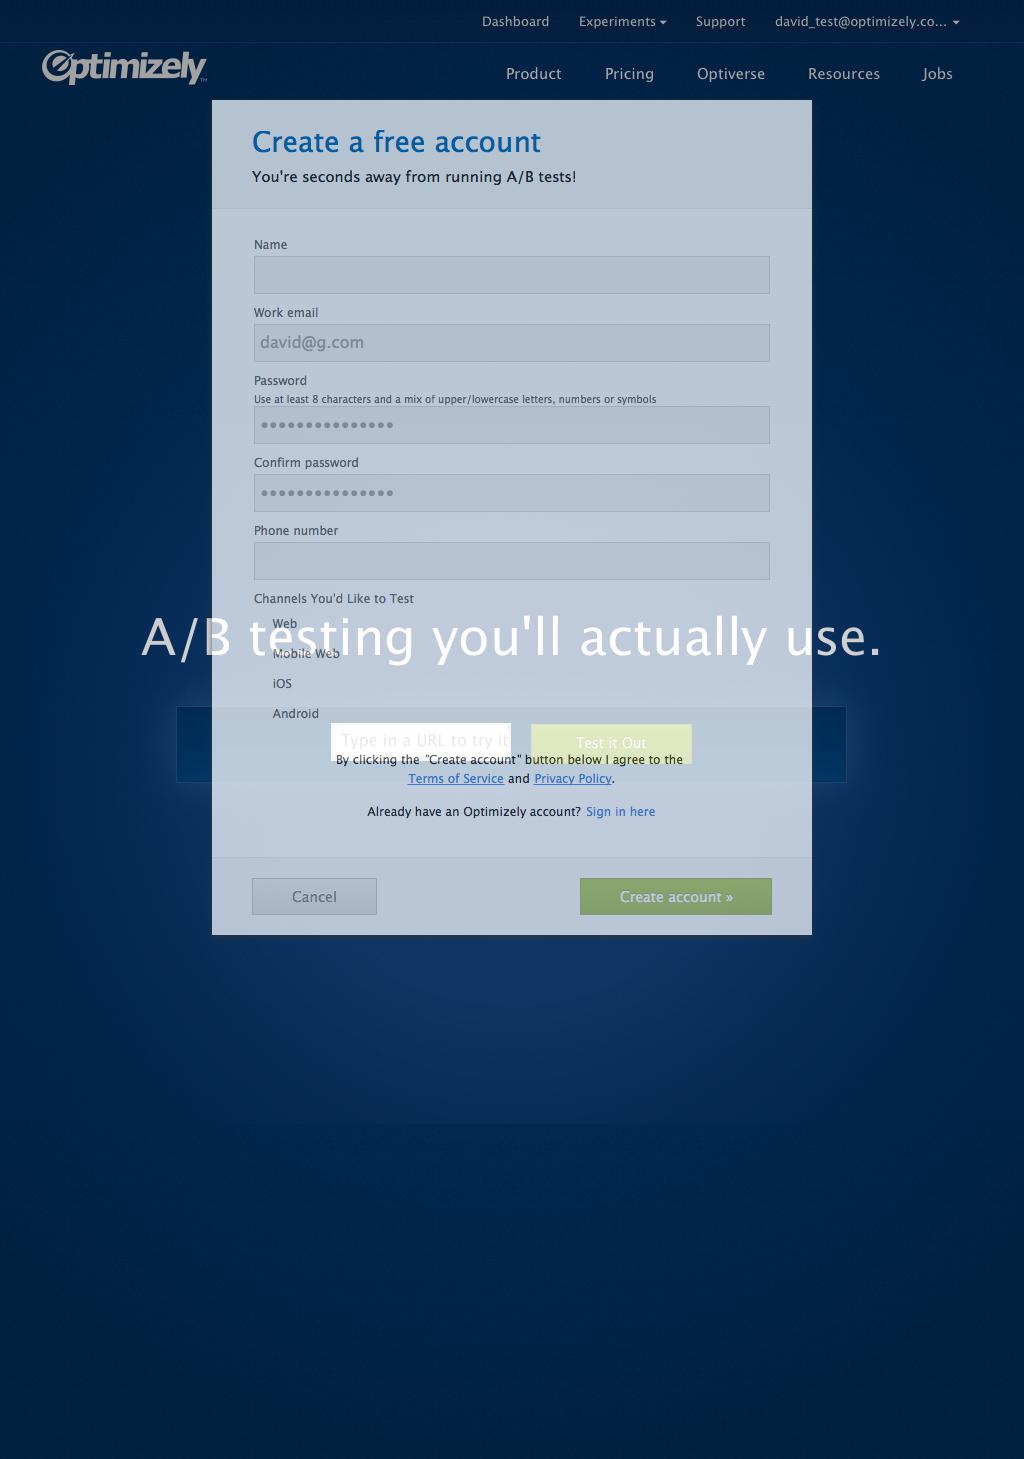 Dashboard Experiments Support david_test@optimizely.co...
Optimizely™
Product Pricing Optiverse Resources Jobs
Create a free account
You're seconds away from running A/B tests!
Name
Work email
david@g.com
Password
Use at least 8 characters and a mix of upper/lowercase letters, numbers or symbols
•••••••••••••••
Confirm password
•••••••••••••••
Phone number
Channels You'd Like to Test
Web
A/B testing you'll actually use.
Mobile Web
iOS
Android
Type in a URL to try it Test it Out
By clicking the "Create account" button below I agree to the
Terms of Service and Privacy Policy.
Already have an Optimizely account? Sign in here
Cancel Create account »